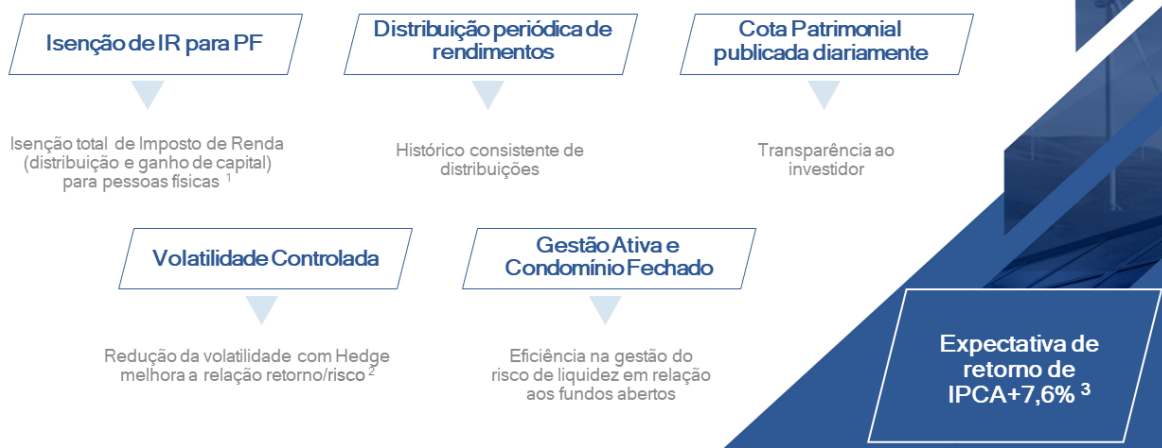 Isenção de IR para PF
Isenção total de Imposto de Renda
(distribuição e ganho de capital)
para pessoas físicas 1
Distribuição periódica de
rendimentos
Histórico consistente de
distribuições
Cota Patrimonial
publicada diariamente
Transparência ao
investidor
Volatilidade Controlada
Redução da volatilidade com Hedge
melhora a relação retorno/risco 2
Gestão Ativa e
Condomínio Fechado
Eficiência na gestão do
risco de liquidez em relação
aos fundos abertos
Expectativa de
retorno de
IPCA+7,6% 3